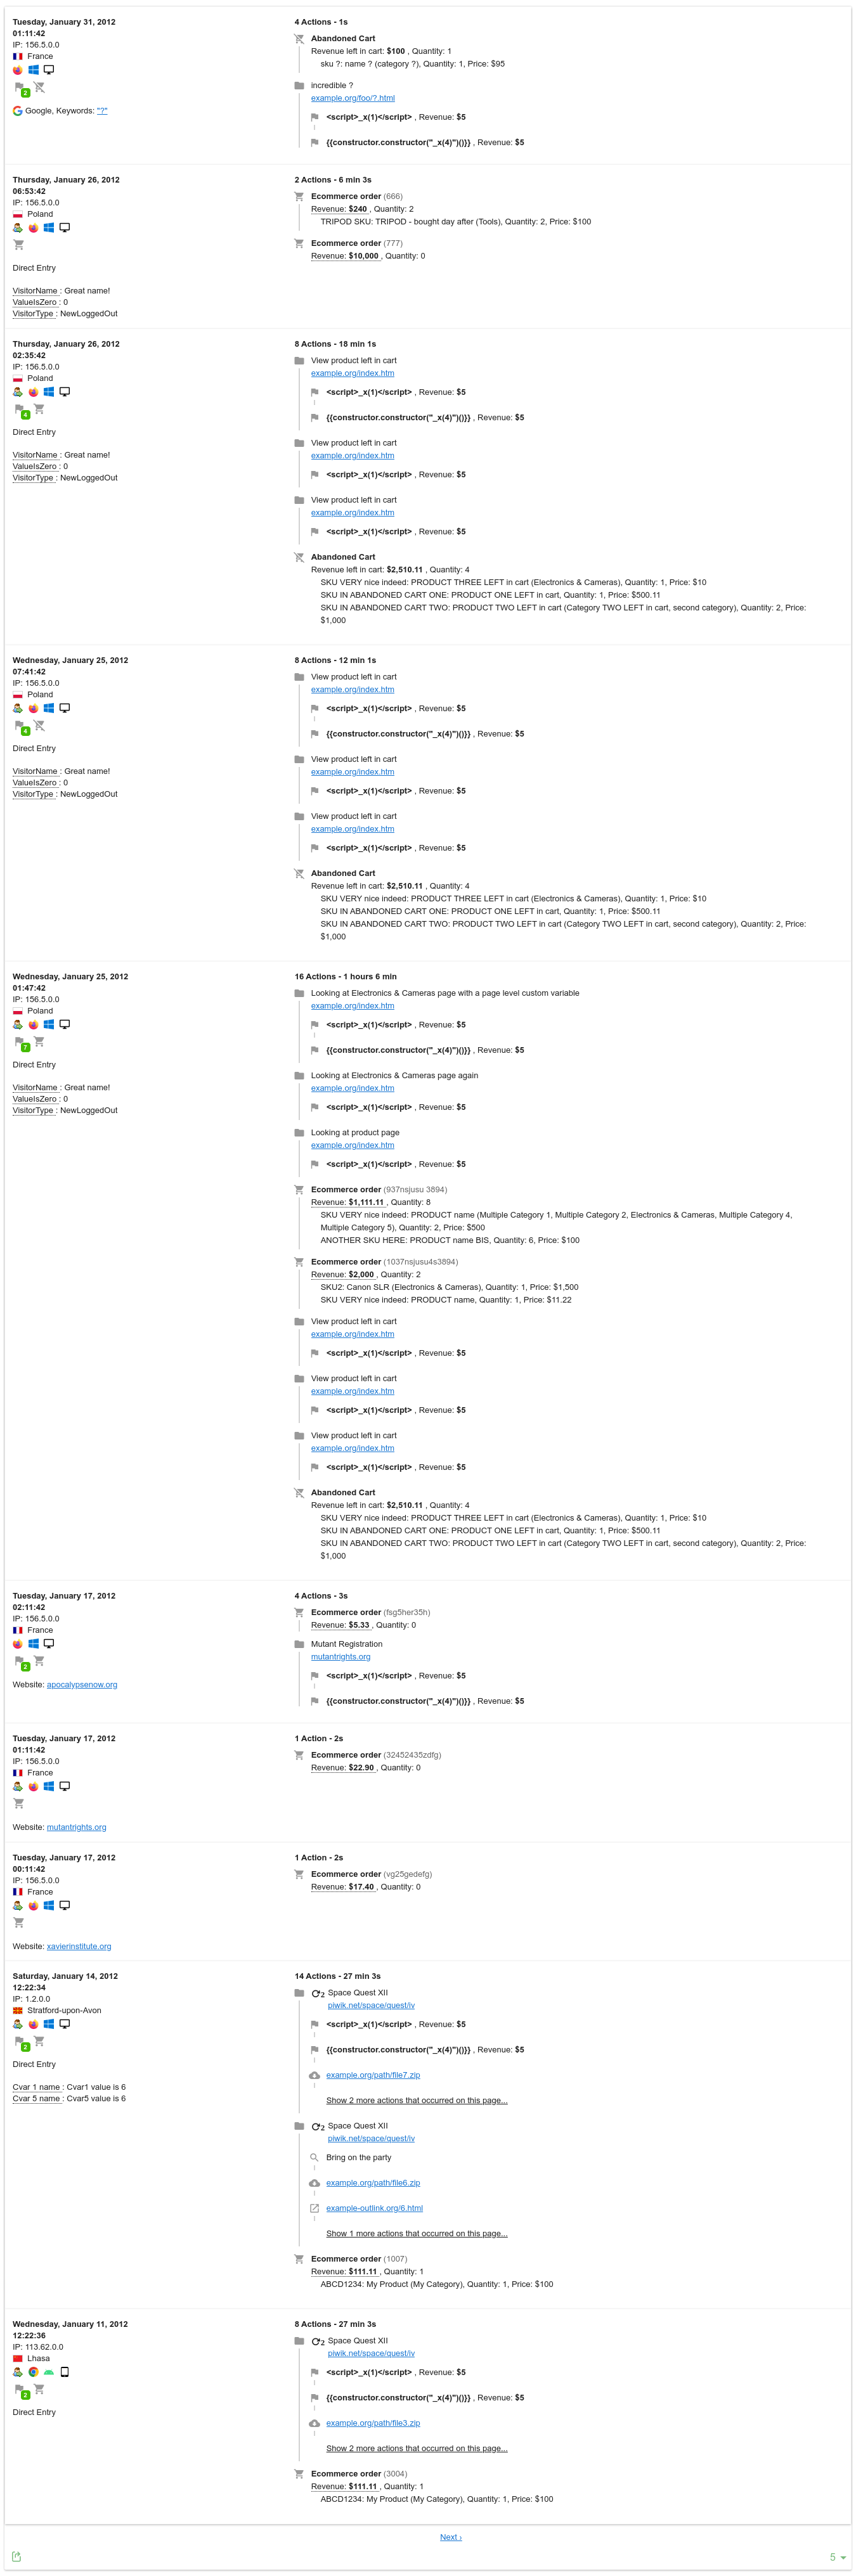 Tuesday, January 31, 2012
01:11:42
IP: 156.5.0.0
France
2
Google, Keywords: "?"
4 Actions - 1s
Abandoned Cart
Revenue left in cart: $100 , Quantity: 1
sku ?: name ? (category ?), Quantity: 1, Price: $95
incredible ?
example.org/foo/?.html
<script>_x(1)</script> , Revenue: $5
{{constructor.constructor("_x(4)")()}} , Revenue: $5
Thursday, January 26, 2012
06:53:42
IP: 156.5.0.0
Poland
Direct Entry
VisitorName : Great name!
ValueIsZero : 0
VisitorType : NewLoggedOut
2 Actions - 6 min 3s
Ecommerce order (666)
Revenue: $240 , Quantity: 2
TRIPOD SKU: TRIPOD - bought day after (Tools), Quantity: 2, Price: $100
Ecommerce order (777)
Revenue: $10,000 , Quantity: 0
Thursday, January 26, 2012
02:35:42
IP: 156.5.0.0
Poland
4
Direct Entry
VisitorName : Great name!
ValueIsZero : 0
VisitorType : NewLoggedOut
8 Actions - 18 min 1s
View product left in cart
example.org/index.htm
<script>_x(1)</script> , Revenue: $5
{{constructor.constructor("_x(4)")()}} , Revenue: $5
View product left in cart
example.org/index.htm
<script>_x(1)</script> , Revenue: $5
View product left in cart
example.org/index.htm
<script>_x(1)</script> , Revenue: $5
Abandoned Cart
Revenue left in cart: $2,510.11 , Quantity: 4
SKU VERY nice indeed: PRODUCT THREE LEFT in cart (Electronics & Cameras), Quantity: 1, Price: $10
SKU IN ABANDONED CART ONE: PRODUCT ONE LEFT in cart, Quantity: 1, Price: $500.11
SKU IN ABANDONED CART TWO: PRODUCT TWO LEFT in cart (Category TWO LEFT in cart, second category), Quantity: 2, Price:
$1,000
Wednesday, January 25, 2012
07:41:42
IP: 156.5.0.0
Poland
4
Direct Entry
VisitorName : Great name!
ValueIsZero : 0
VisitorType : NewLoggedOut
8 Actions - 12 min 1s
View product left in cart
example.org/index.htm
<script>_x(1)</script> , Revenue: $5
{{constructor.constructor("_x(4)")()}} , Revenue: $5
View product left in cart
example.org/index.htm
<script>_x(1)</script> , Revenue: $5
View product left in cart
example.org/index.htm
<script>_x(1)</script> , Revenue: $5
Abandoned Cart
Revenue left in cart: $2,510.11 , Quantity: 4
SKU VERY nice indeed: PRODUCT THREE LEFT in cart (Electronics & Cameras), Quantity: 1, Price: $10
SKU IN ABANDONED CART ONE: PRODUCT ONE LEFT in cart, Quantity: 1, Price: $500.11
SKU IN ABANDONED CART TWO: PRODUCT TWO LEFT in cart (Category TWO LEFT in cart, second category), Quantity: 2, Price:
$1,000
Wednesday, January 25, 2012
01:47:42
IP: 156.5.0.0
Poland
7
Direct Entry
VisitorName : Great name!
ValueIsZero : 0
VisitorType : NewLoggedOut
16 Actions - 1 hours 6 min
Looking at Electronics & Cameras page with a page level custom variable
example.org/index.htm
<script>_x(1)</script> , Revenue: $5
{{constructor.constructor("_x(4)")()}} , Revenue: $5
Looking at Electronics & Cameras page again
example.org/index.htm
<script>_x(1)</script> , Revenue: $5
Looking at product page
example.org/index.htm
<script>_x(1)</script> , Revenue: $5
Ecommerce order (937nsjusu 3894)
Revenue: $1,111.11 , Quantity: 8
SKU VERY nice indeed: PRODUCT name (Multiple Category 1, Multiple Category 2, Electronics & Cameras, Multiple Category 4,
Multiple Category 5), Quantity: 2, Price: $500
ANOTHER SKU HERE: PRODUCT name BIS, Quantity: 6, Price: $100
Ecommerce order (1037nsjusu4s3894)
Revenue: $2,000 , Quantity: 2
SKU2: Canon SLR (Electronics & Cameras), Quantity: 1, Price: $1,500
SKU VERY nice indeed: PRODUCT name, Quantity: 1, Price: $11.22
View product left in cart
example.org/index.htm
<script>_x(1)</script> , Revenue: $5
View product left in cart
example.org/index.htm
<script>_x(1)</script> , Revenue: $5
View product left in cart
example.org/index.htm
<script>_x(1)</script> , Revenue: $5
Abandoned Cart
Revenue left in cart: $2,510.11 , Quantity: 4
SKU VERY nice indeed: PRODUCT THREE LEFT in cart (Electronics & Cameras), Quantity: 1, Price: $10
SKU IN ABANDONED CART ONE: PRODUCT ONE LEFT in cart, Quantity: 1, Price: $500.11
SKU IN ABANDONED CART TWO: PRODUCT TWO LEFT in cart (Category TWO LEFT in cart, second category), Quantity: 2, Price:
$1,000
Tuesday, January 17, 2012
02:11:42
IP: 156.5.0.0
France
2
Website: apocalypsenow.org
4 Actions - 3s
Ecommerce order (fsg5her35h)
Revenue: $5.33 , Quantity: 0
Mutant Registration
mutantrights.org
<script>_x(1)</script> , Revenue: $5
{{constructor.constructor("_x(4)")()}} , Revenue: $5
Tuesday, January 17, 2012
01:11:42
IP: 156.5.0.0
France
Website: mutantrights.org
1 Action - 2s
Ecommerce order (32452435zdfg)
Revenue: $22.90 , Quantity: 0
Tuesday, January 17, 2012
00:11:42
IP: 156.5.0.0
France
Website: xavierinstitute.org
1 Action - 2s
Ecommerce order (vg25gedefg)
Revenue: $17.40 , Quantity: 0
Saturday, January 14, 2012
12:22:34
IP: 1.2.0.0
Stratford-upon-Avon
2
Direct Entry
Cvar 1 name : Cvar1 value is 6
Cvar 5 name : Cvar5 value is 6
14 Actions - 27 min 3s
2 Space Quest XII
piwik.net/space/quest/iv
<script>_x(1)</script> , Revenue: $5
{{constructor.constructor("_x(4)")()}} , Revenue: $5
example.org/path/file7.zip
Show 2 more actions that occurred on this page...
2 Space Quest XII
piwik.net/space/quest/iv
Bring on the party
example.org/path/file6.zip
example-outlink.org/6.html
Show 1 more actions that occurred on this page...
Ecommerce order (1007)
Revenue: $111.11 , Quantity: 1
ABCD1234: My Product (My Category), Quantity: 1, Price: $100
Wednesday, January 11, 2012
12:22:36
IP: 113.62.0.0
Lhasa
2
Direct Entry
8 Actions - 27 min 3s
2 Space Quest XII
piwik.net/space/quest/iv
<script>_x(1)</script> , Revenue: $5
{{constructor.constructor("_x(4)")()}} , Revenue: $5
example.org/path/file3.zip
Show 2 more actions that occurred on this page...
Ecommerce order (3004)
Revenue: $111.11 , Quantity: 1
ABCD1234: My Product (My Category), Quantity: 1, Price: $100
Next ›
5